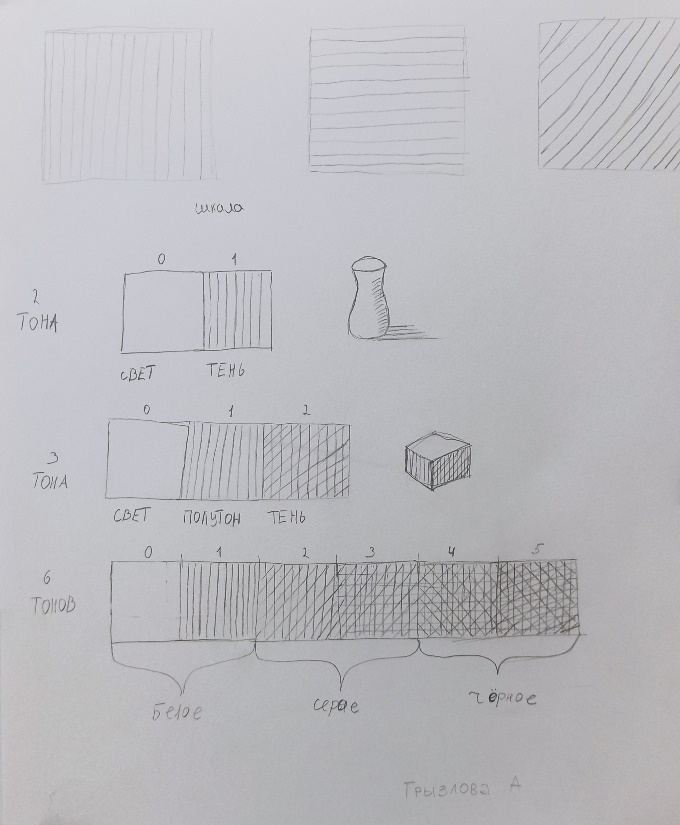 шкала
0 1
2
ТОНА
СВЕТ ТЕНЬ
0 1 2
3
ТОНА
СВЕТ ПОЛУТОН ТЕНЬ
0 1 2 3 4 5
6
ТОНОВ
Белое серое чёрное
Трызлова А